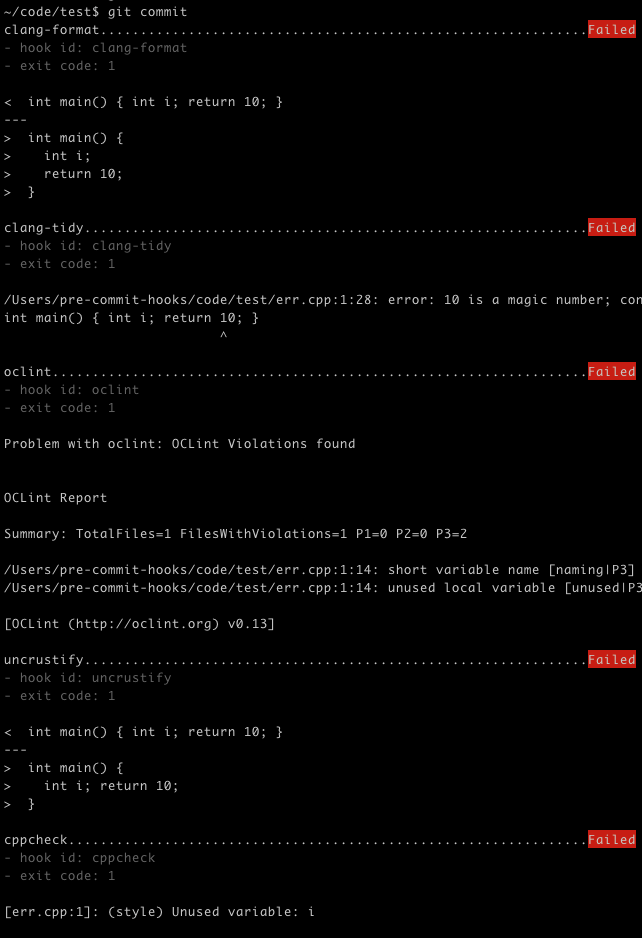 ~/code/test$ git commit
clang-format.............................................................Failed
- hook id: clang-format
- exit code: 1
<  int main() { int i; return 10; }
---
>  int main() {
>    int i;
>    return 10;
>  }
clang-tidy...............................................................Failed
- hook id: clang-tidy
- exit code: 1
/Users/pre-commit-hooks/code/test/err.cpp:1:28: error: 10 is a magic number; con
int main() { int i; return 10; }
                           ^
oclint...................................................................Failed
- hook id: oclint
- exit code: 1
Problem with oclint: OCLint Violations found
OCLint Report
Summary: TotalFiles=1 FilesWithViolations=1 P1=0 P2=0 P3=2
/Users/pre-commit-hooks/code/test/err.cpp:1:14: short variable name [naming|P3]
/Users/pre-commit-hooks/code/test/err.cpp:1:14: unused local variable [unused|P3
[OCLint (http://oclint.org) v0.13]
uncrustify...............................................................Failed
- hook id: uncrustify
- exit code: 1
<  int main() { int i; return 10; }
---
>  int main() {
>    int i; return 10;
>  }
cppcheck.................................................................Failed
- hook id: cppcheck
- exit code: 1
[err.cpp:1]: (style) Unused variable: i